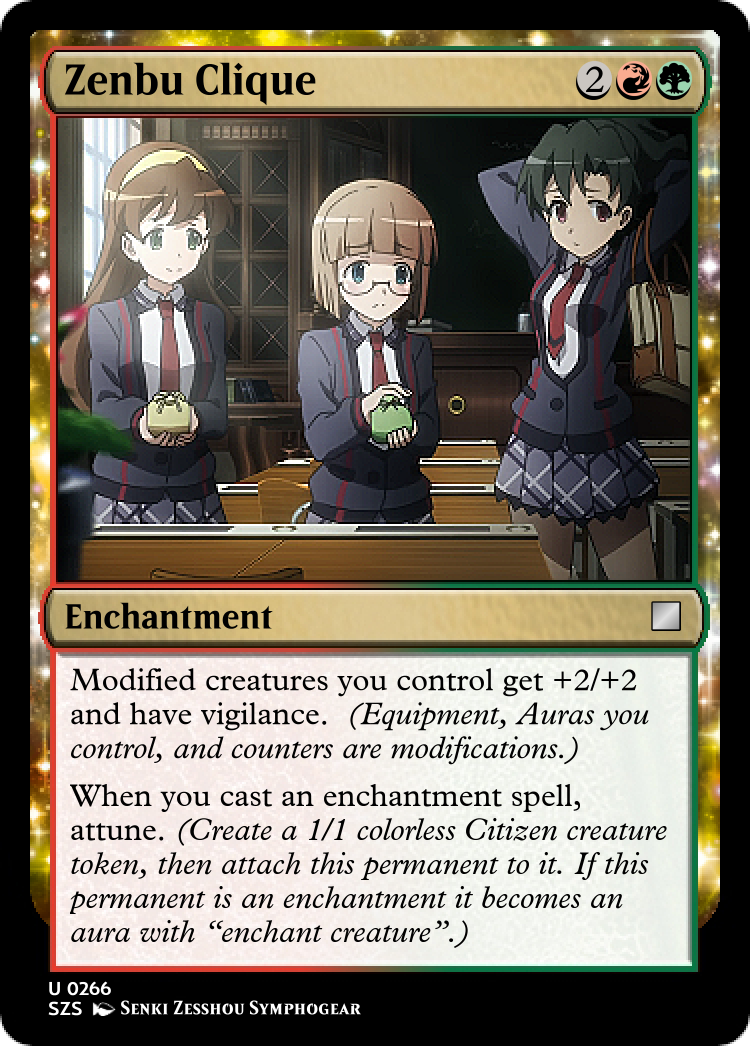 Zenbu Clique 2
Enchantment
Modified creatures you control get +2/+2
and have vigilance. (Equipment, Auras you
control, and counters are modifications.)
When you cast an enchantment spell,
attune. (Create a 1/1 colorless Citizen creature
token, then attach this permanent to it. If this
permanent is an enchantment it becomes an
aura with “enchant creature”.)
U 0266
SZS Senki Zesshou Symphogear